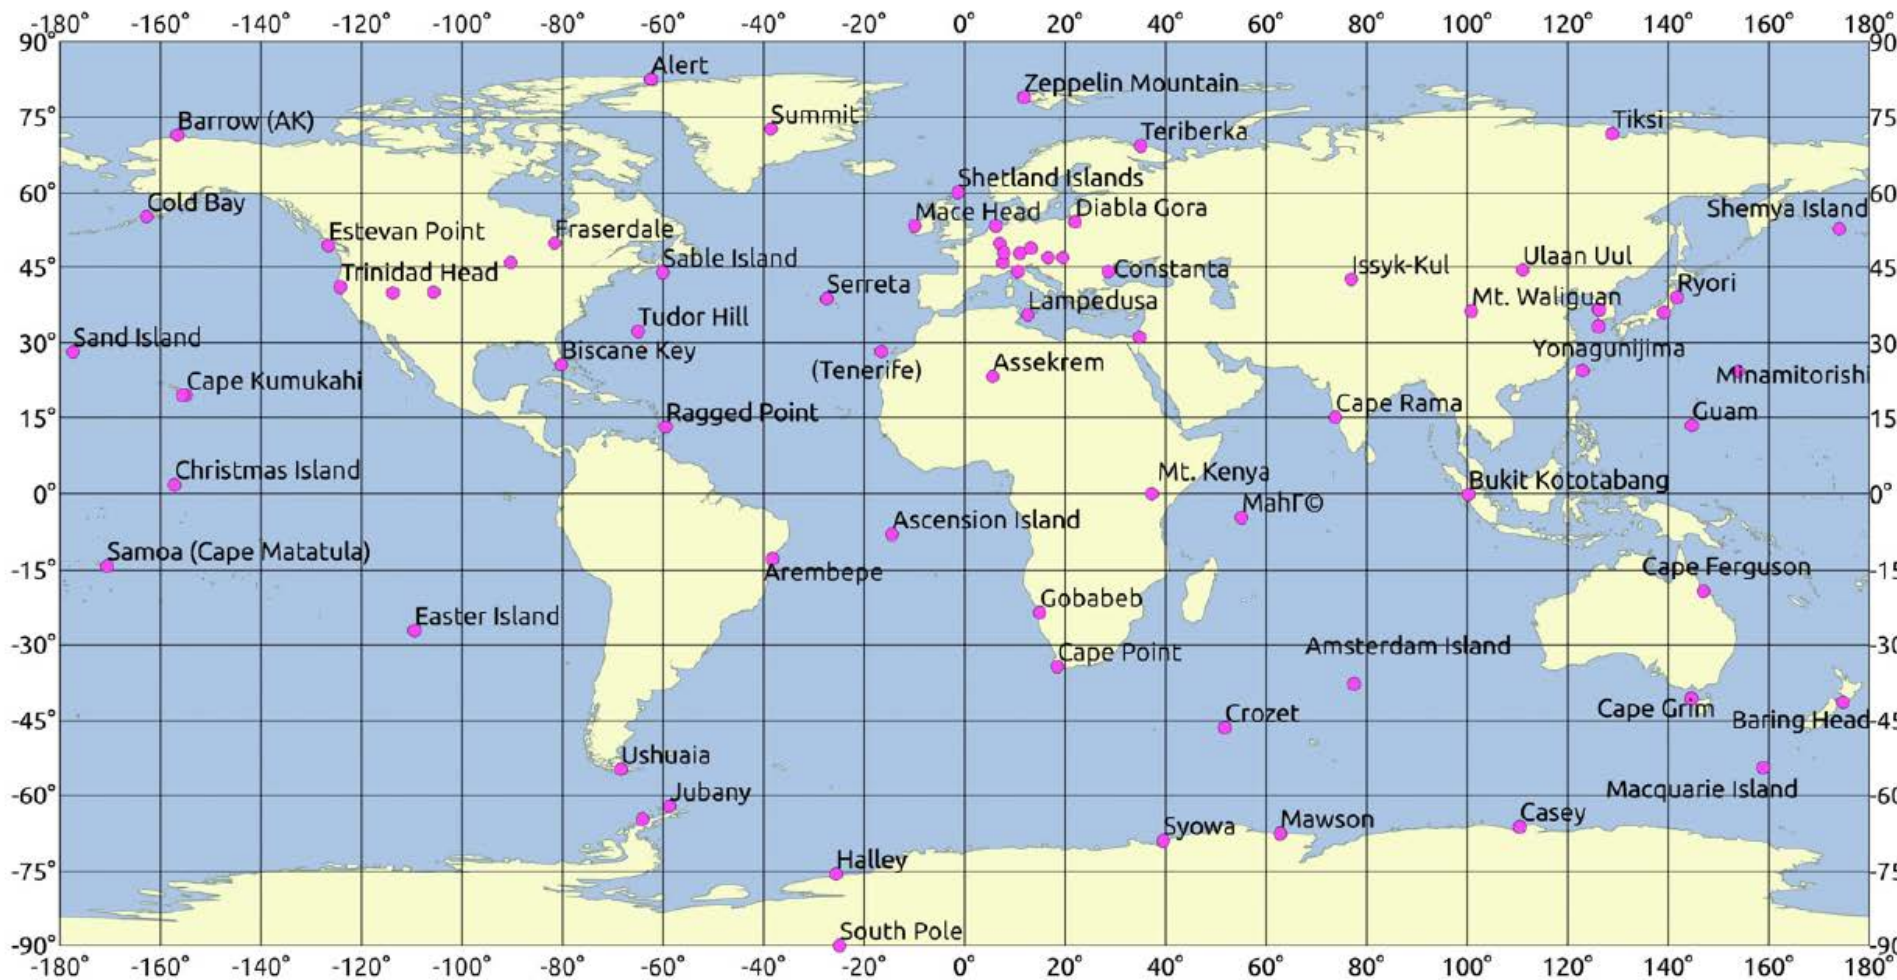 -180° -160° -140° -120° -100° -80° -60° -40° -20° 0° 20° 40° 60° 80° 100° 120° 140° 160° 180°
90° 90
Alert
Zeppelin Mountain
75° 75
Barrow (AK) Summit Tiksi
Teriberka
60° Shetland Islands 60
Cold Bay Mace Head Diabla Gora Shemya Island
Estevan Point Fraserdale
45° Trinidad Head Sable Island Constanta Issyk-Kul Ulaan Uul 45
Serreta Ryori
Lampedusa Mt. Waliguan
Tudor Hill
30° Sand Island 30
Biscane Key Yonagunijima
(Tenerife) Assekrem Minamitorishi
Cape Kumukahi
15° Ragged Point Cape Rama Guam 15
Christmas Island Mt. Kenya
0° Bukit Kototabang 0°
MahГ©
Ascension Island
Samoa (Cape Matatula)
-15° Arembepe Cape Ferguson -15
Gobabeb
Easter Island
-30° Cape Point Amsterdam Island -30
Cape Grim
-45° Crozet Baring Head -45
Ushuaia
-60° Jubany Macquarie Island -60
Syowa Mawson Casey
-75° Halley -75
South Pole
-90° -90
-180° -160° -140° -120° -100° -80° -60° -40° -20° 0° 20° 40° 60° 80° 100° 120° 140° 160° 180°